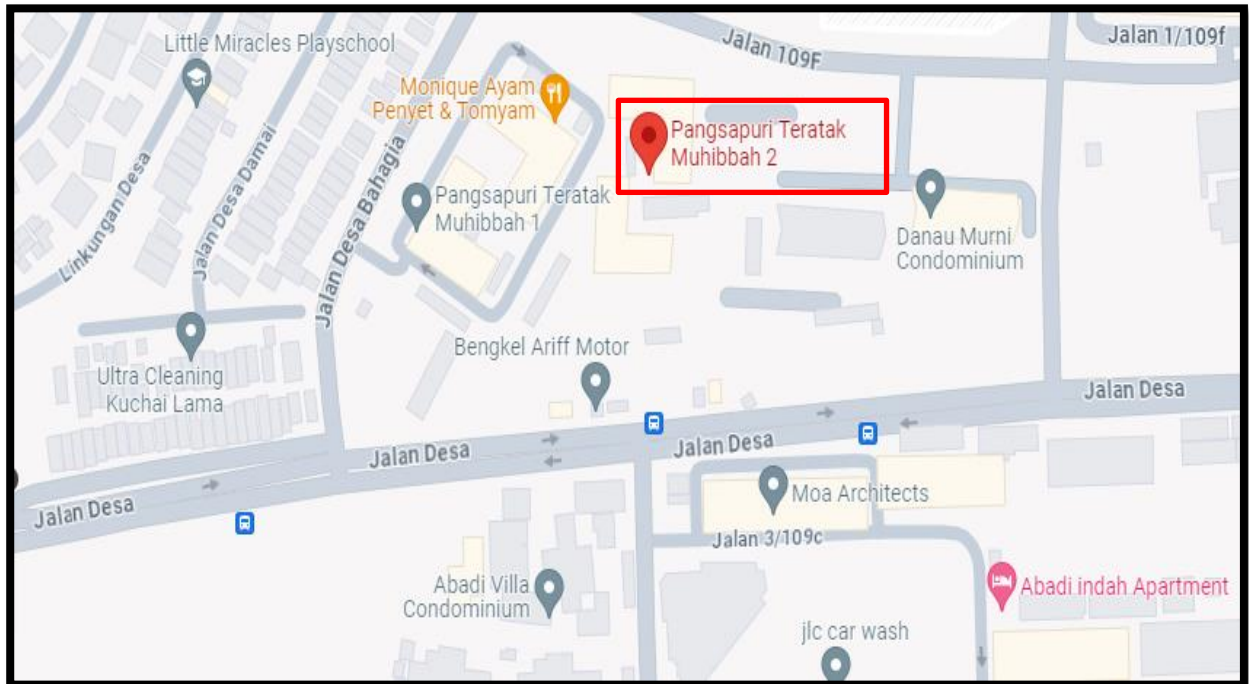 Little Miracles Playschool
Jalan 109F
Jalan 1/109f
Monique Ayam
Penyet & Tomyam
Pangsapuri Teratak
Muhibbah 2
Linkungan Desa
Jalan Desa Damai
Jalan Desa Bahagia
Pangsapuri Teratak
Muhibbah 1
Danau Murni
Condominium
Bengkel Ariff Motor
Ultra Cleaning
Kuchai Lama
Jalan Desa
Jalan Desa
Jalan Desa
Jalan Desa
Moa Architects
Jalan 3/109c
Abadi Villa
Condominium
Abadi indah Apartment
jlc car wash